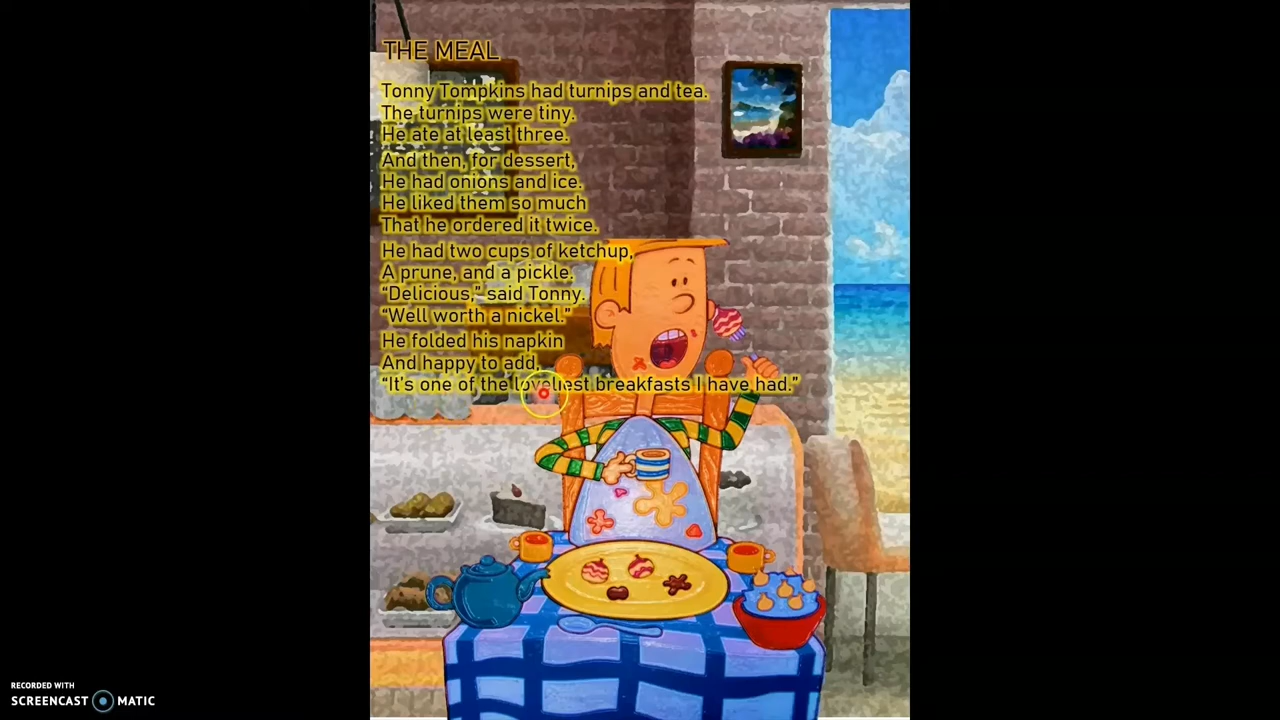 THE MEAL
Tonny Tompkins had turnips and tea.
The turnips were tiny.
He ate at least three.
And then, for dessert,
He had onions and ice.
He liked them so much
That he ordered it twice.
He had two cups of ketchup,
A prune, and a pickle.
“Delicious,” said Tonny.
“Well worth a nickel.”
He folded his napkin
And happy to add,
“It’s one of the loveliest breakfasts I have had.”
RECORDED WITH
SCREENCAST MATIC